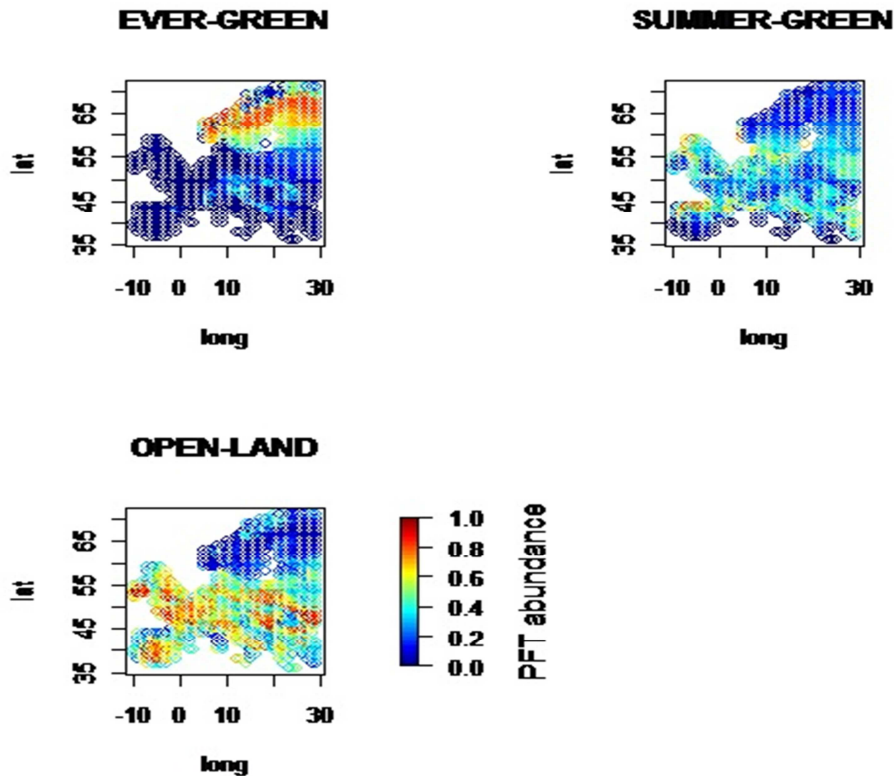 EVER-GREEN
lat
35 45 55 65
-10 0 10 30
long
SUMMER-GREEN
lat
35 45 55 65
-10 0 10 30
long
OPEN-LAND
lat
35 45 55 65
-10 0 10 30
long
1.0
0.8
0.6
0.4
0.2
0.0
PFT abundance